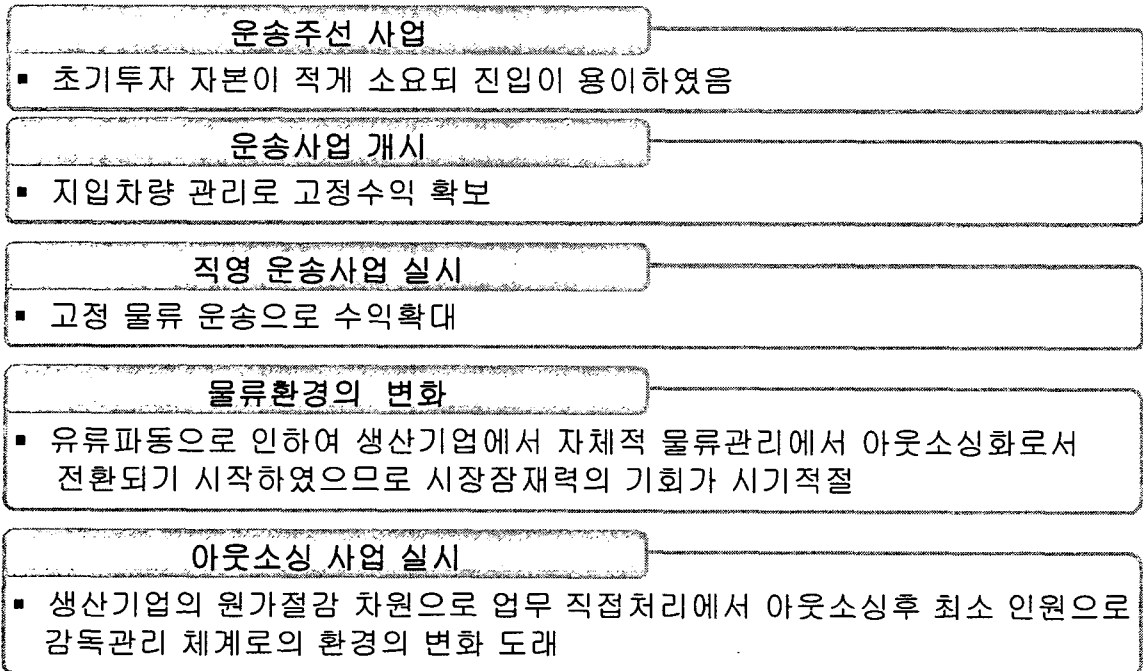 운송주선 사업
▪ 초기투자 자본이 적게 소요되 진입이 용이하였음
운송사업 개시
▪ 지입차량 관리로 고정수익 확보
직영 운송사업 실시
▪ 고정 물류 운송으로 수익확대
물류환경의 변화
▪ 유류파동으로 인하여 생산기업에서 자체적 물류관리에서 아웃소싱화로서
전환되기 시작하였으므로 시장잠재력의 기회가 시기적절
아웃소싱 사업 실시
▪ 생산기업의 원가절감 차원으로 업무 직접처리에서 아웃소싱후 최소 인원으로
감독관리 체계로의 환경의 변화 도래